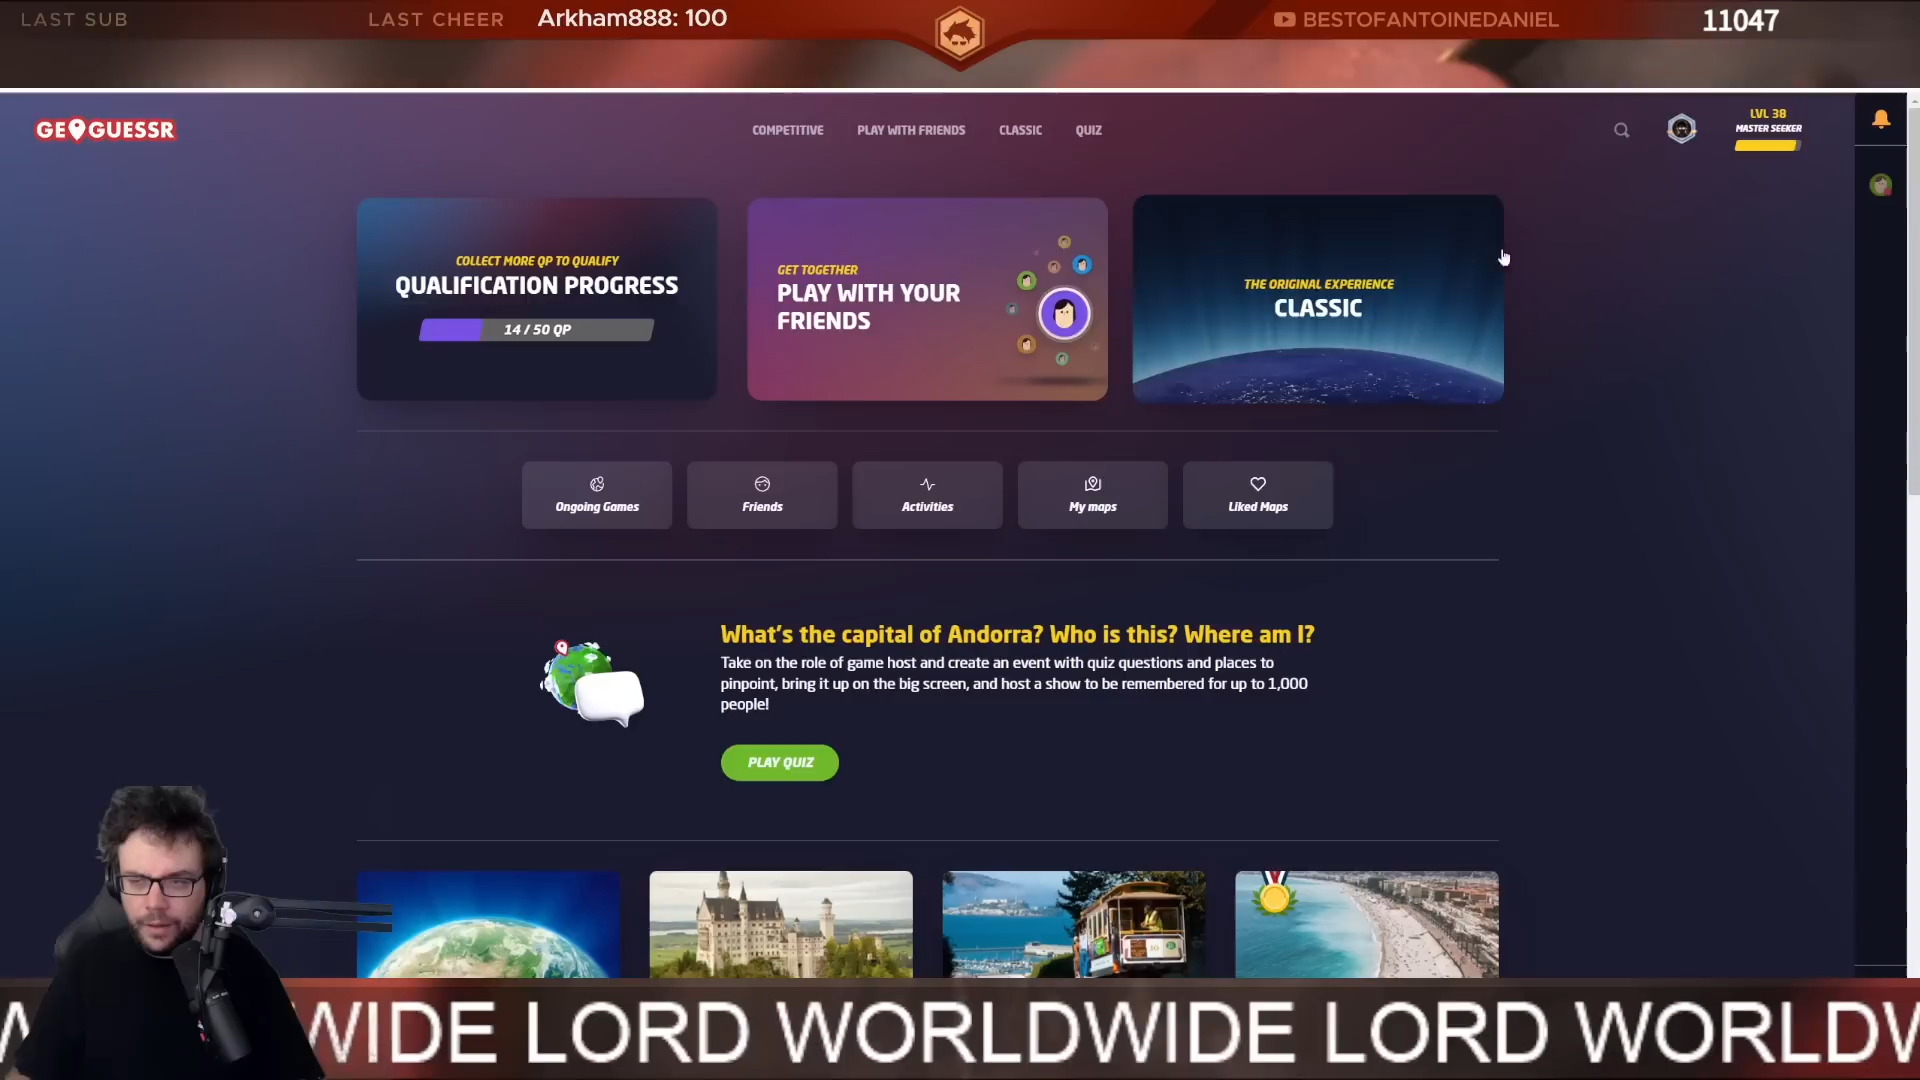 LAST SUB
LAST CHEER
Arkham888: 100
BESTOFANTOINEDANIEL
11047
GEOGUESSR
COMPETITIVE
PLAY WITH FRIENDS
CLASSIC
QUIZ
LVL 38
MASTER SEEKER
COLLECT MORE QP TO QUALIFY
QUALIFICATION PROGRESS
14 / 50 QP
GET TOGETHER
PLAY WITH YOUR
FRIENDS
THE ORIGINAL EXPERIENCE
CLASSIC
Ongoing Games
Friends
Activities
My maps
Liked Maps
What's the capital of Andorra? Who is this? Where am I?
Take on the role of game host and create an event with quiz questions and places to
pinpoint, bring it up on the big screen, and host a show to be remembered for up to 1,000
people!
PLAY QUIZ
WIDE LORD WORLDWIDE LORD WORLDW